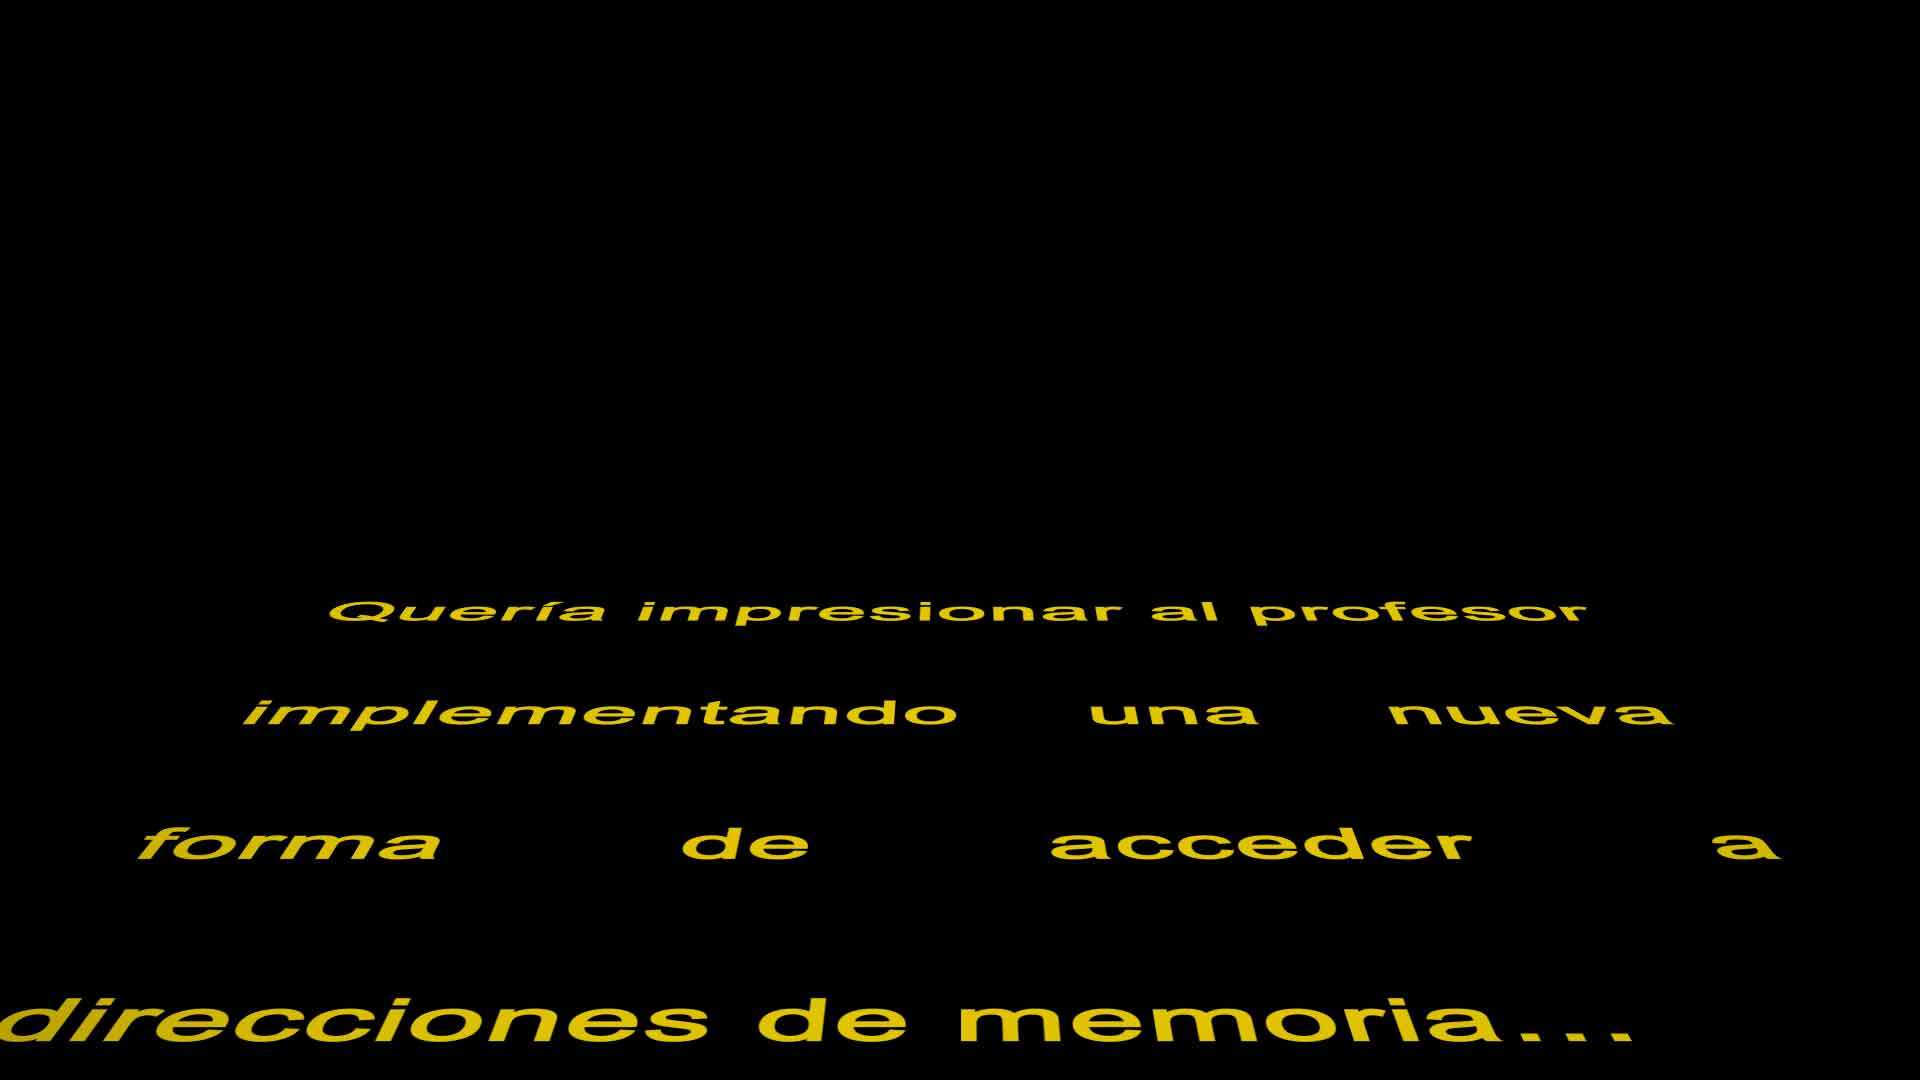 Quería impresionar al profesor
implementando una nueva
forma de acceder a
direcciones de memoria...